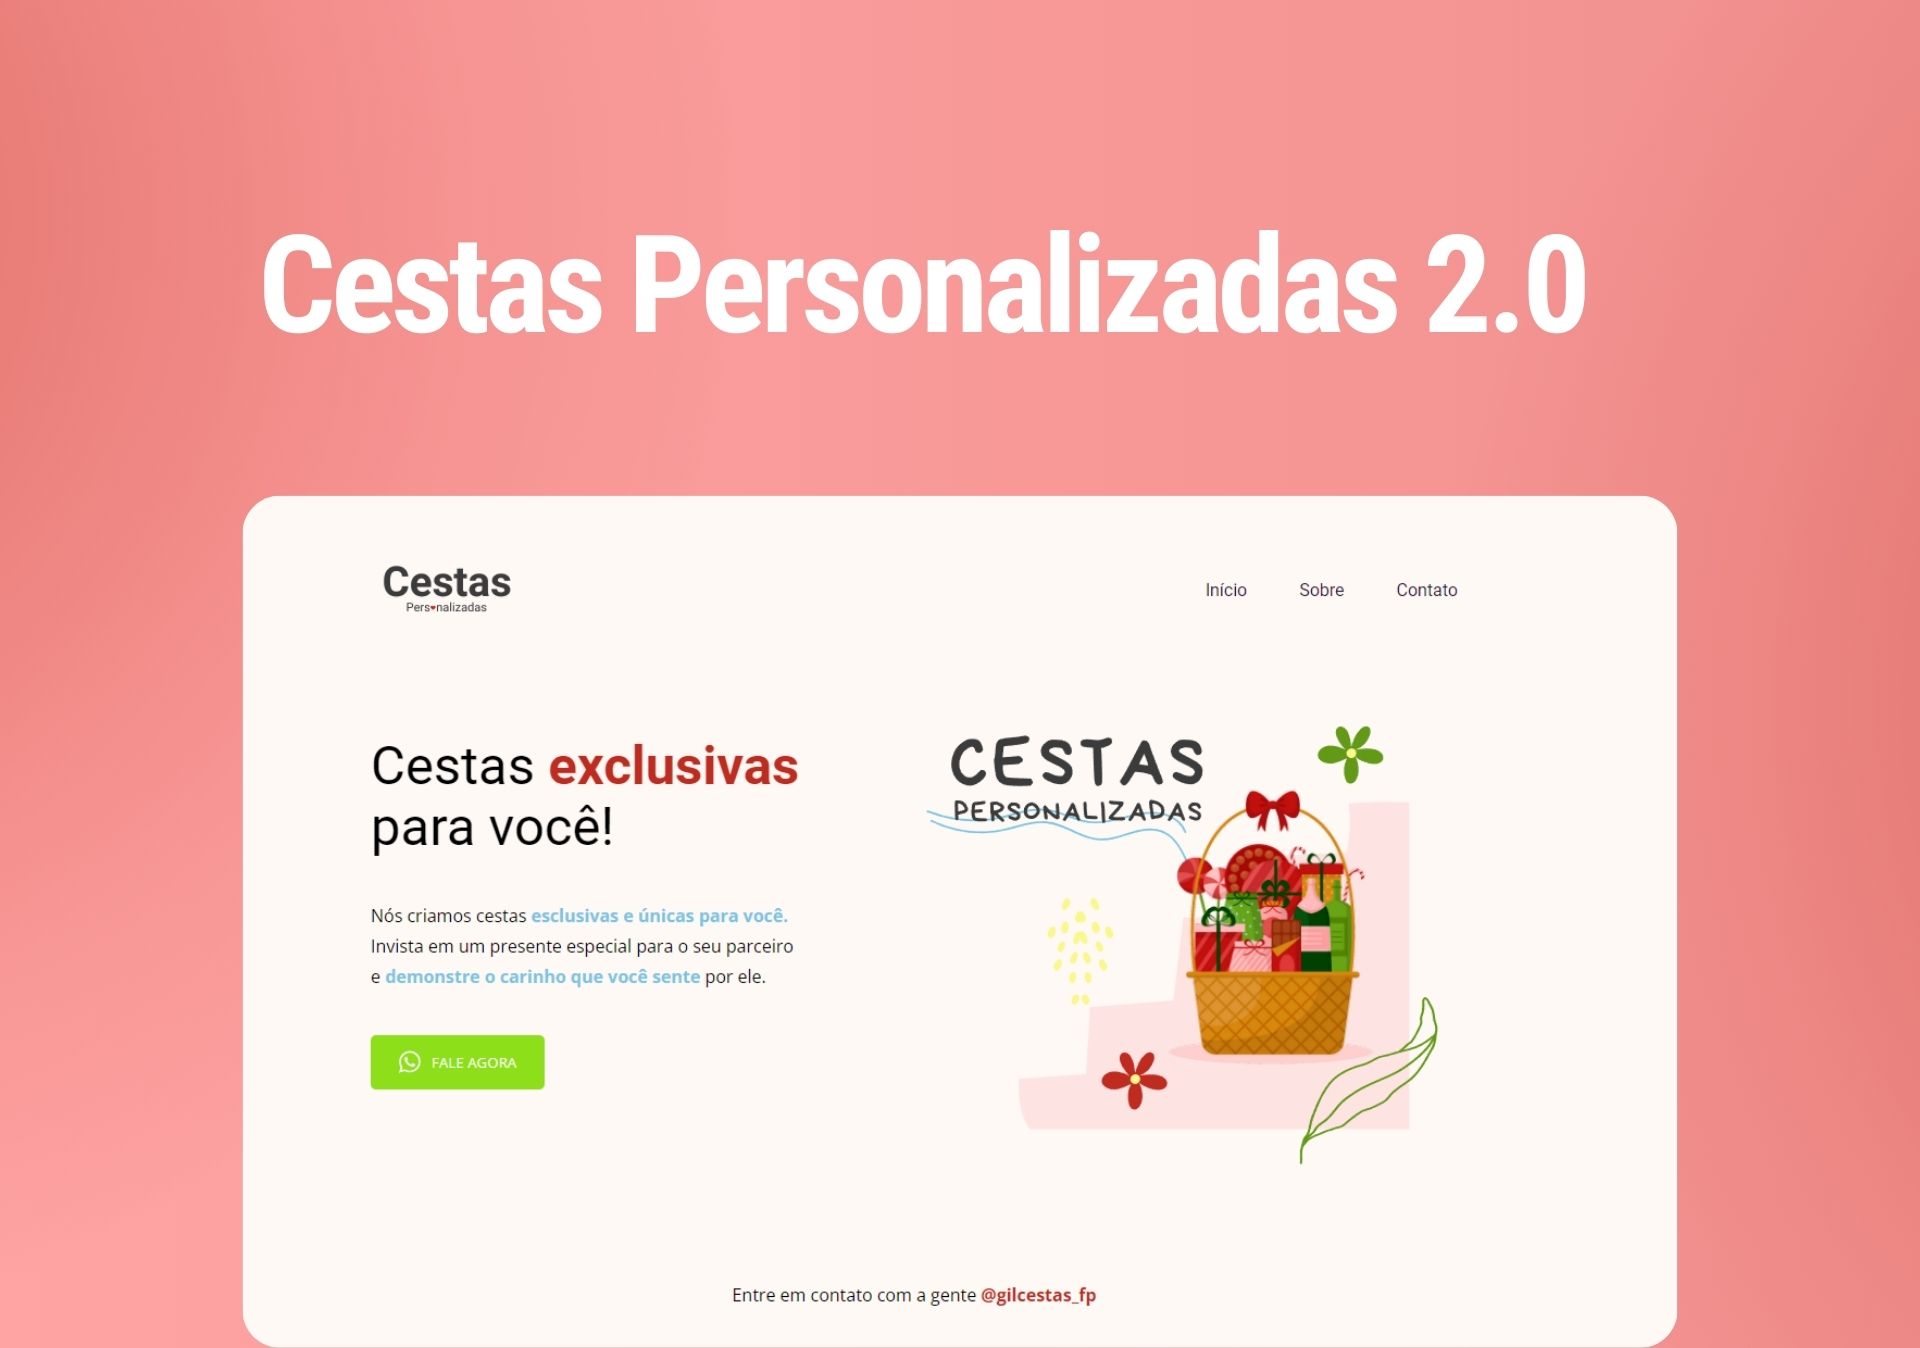 Cestas Personalizadas 2.0
Cestas
Pers♥nalizadas
Início Sobre Contato
Cestas exclusivas
para você!
Nós criamos cestas esclusivas e únicas para você.
Invista em um presente especial para o seu parceiro
e demonstre o carinho que você sente por ele.
FALE AGORA
CESTAS
PERSONALIZADAS
Entre em contato com a gente @gilcestas_fp